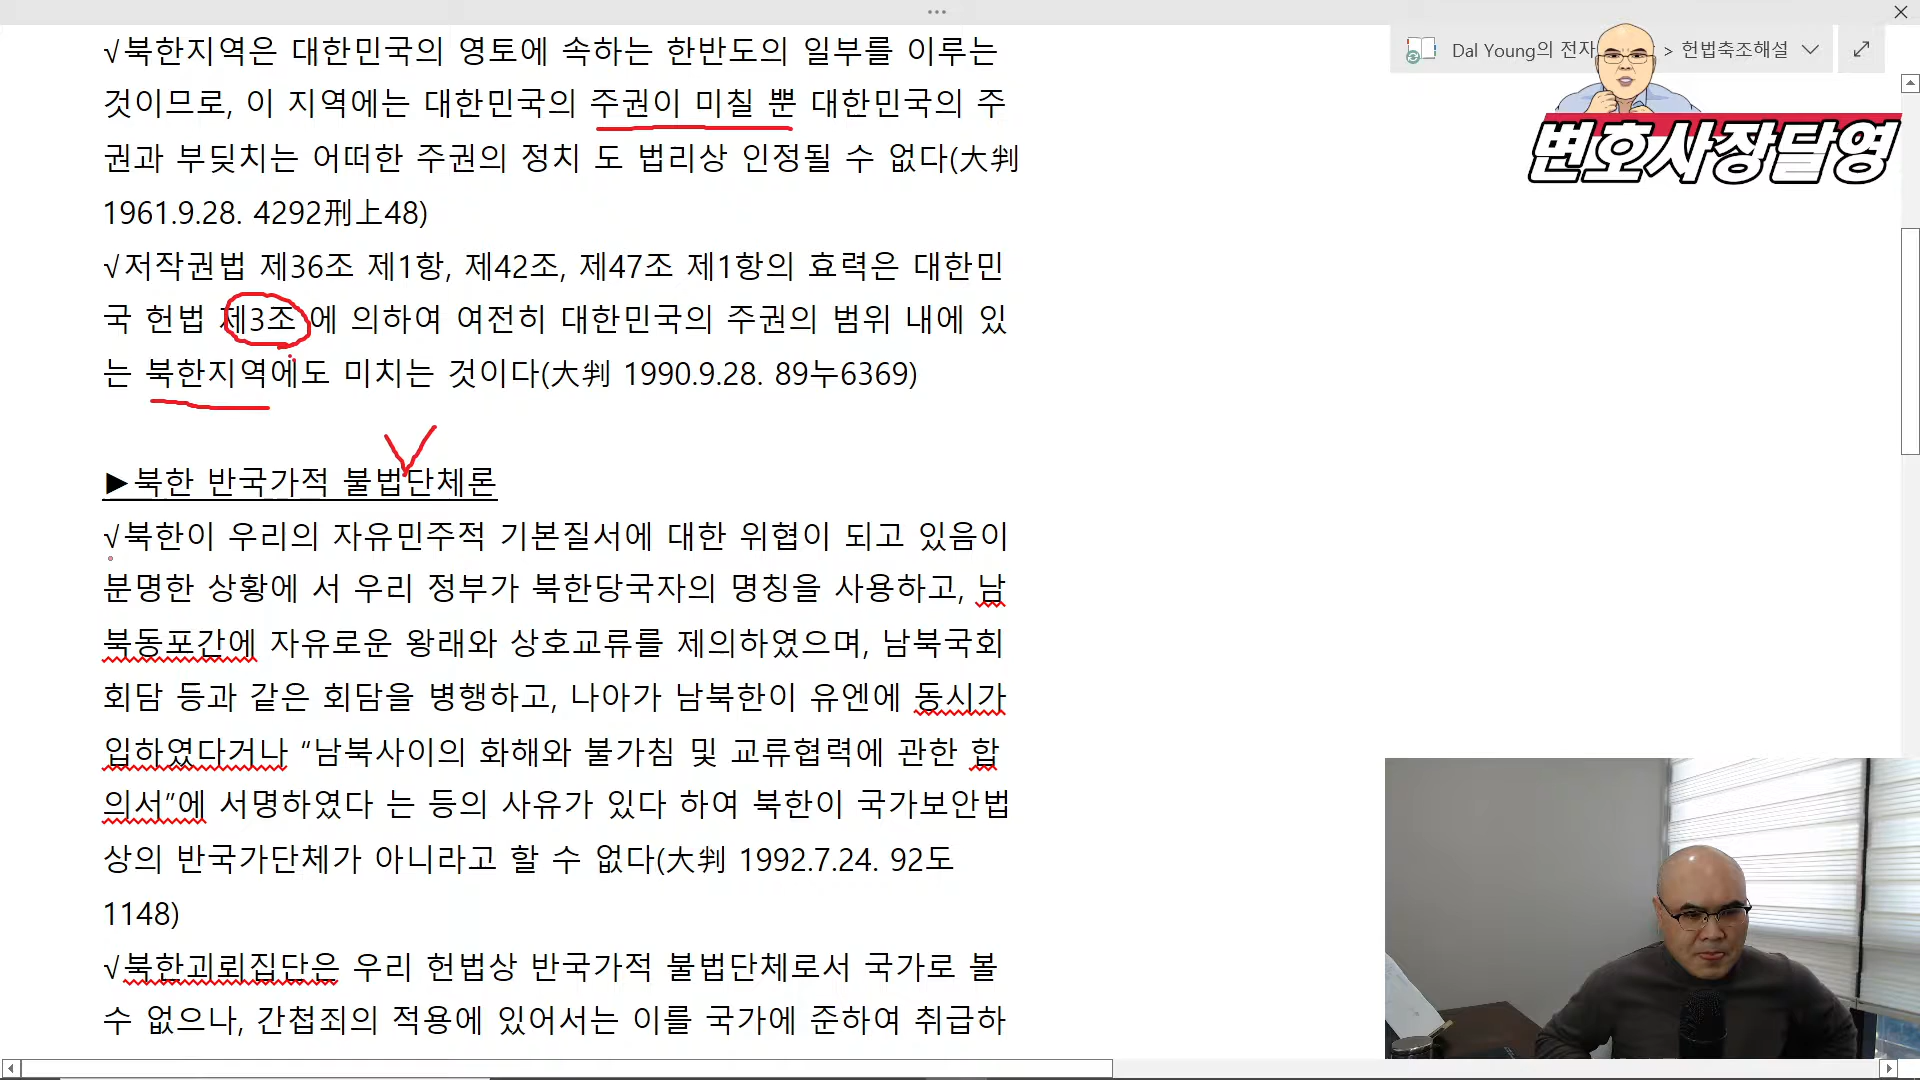 √북한지역은 대한민국의 영토에 속하는 한반도의 일부를 이루는
것이므로, 이 지역에는 대한민국의 주권이 미칠 뿐 대한민국의 주
권과 부딪치는 어떠한 주권의 정치 도 법리상 인정될 수 없다(大判
1961.9.28. 4292刑上48)
√저작권법 제36조 제1항, 제42조, 제47조 제1항의 효력은 대한민
국 헌법 제3조 에 의하여 여전히 대한민국의 주권의 범위 내에 있
는 북한지역에도 미치는 것이다(大判 1990.9.28. 89누6369)
▶북한 반국가적 불법단체론
√북한이 우리의 자유민주적 기본질서에 대한 위협이 되고 있음이
분명한 상황에 서 우리 정부가 북한당국자의 명칭을 사용하고, 남
북동포간에 자유로운 왕래와 상호교류를 제의하였으며, 남북국회
회담 등과 같은 회담을 병행하고, 나아가 남북한이 유엔에 동시가
입하였다거나 “남북사이의 화해와 불가침 및 교류협력에 관한 합
의서”에 서명하였다 는 등의 사유가 있다 하여 북한이 국가보안법
상의 반국가단체가 아니라고 할 수 없다(大判 1992.7.24. 92도
1148)
√북한괴뢰집단은 우리 헌법상 반국가적 불법단체로서 국가로 볼
수 없으나, 간첩죄의 적용에 있어서는 이를 국가에 준하여 취급하
Dal Young의 전자 > 헌법축조해설
변호사장달영